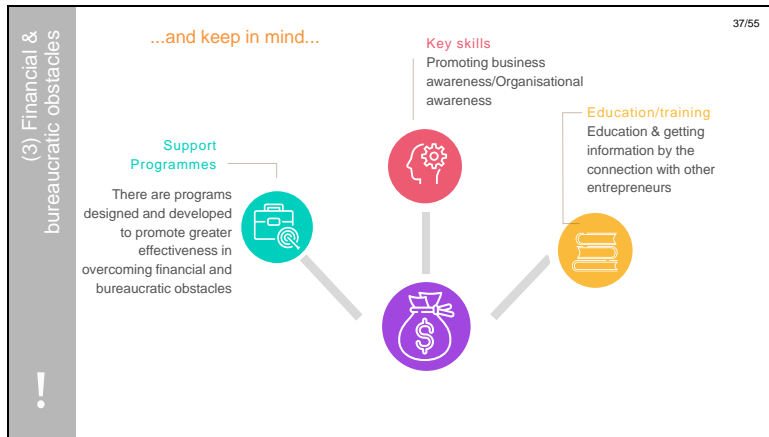 37/55
(3) Financial &
bureaucratic obstacles
!
...and keep in mind...
Key skills
Promoting business
awareness/Organisational
awareness
Education/training
Education & getting
information by the
connection with other
entrepreneurs
Support
Programmes
There are programs
designed and developed
to promote greater
effectiveness in
overcoming financial and
bureaucratic obstacles
$